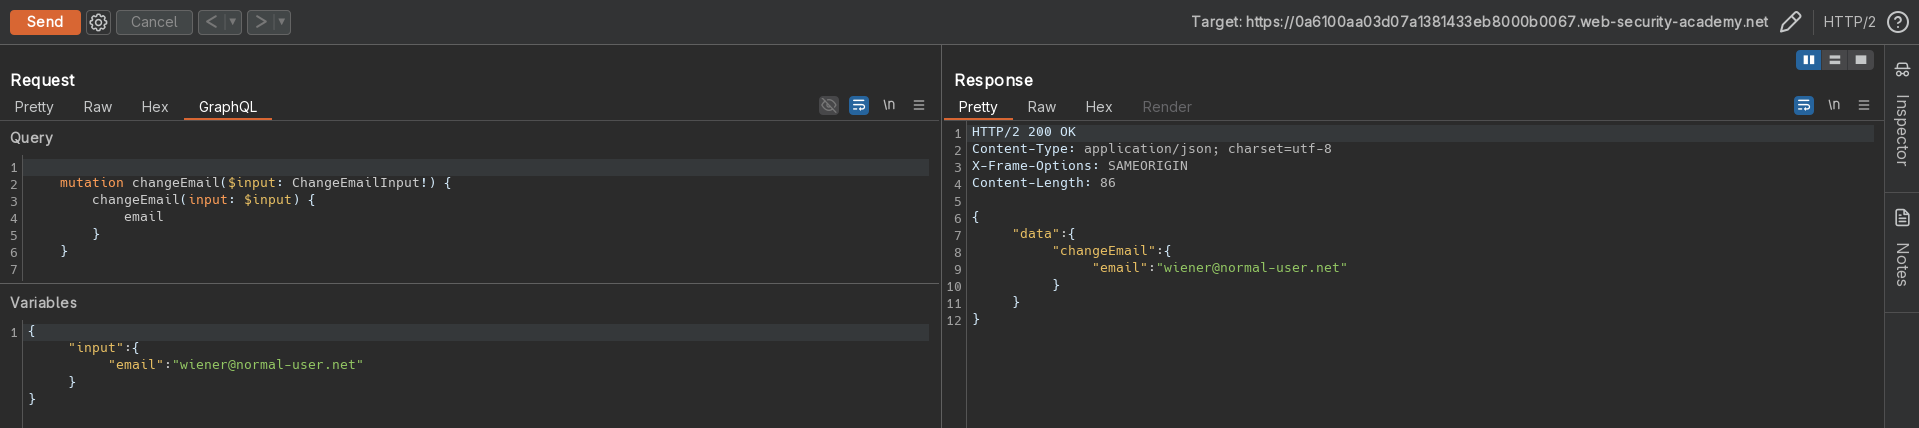 Send Cancel < ▼ > ▼ Target: https://0a6100aa03d07a1381433eb8000b0067.web-security-academy.net HTTP/2 ?
Request
Pretty Raw Hex GraphQL \n
Query
1
2 mutation changeEmail($input: ChangeEmailInput!) {
3 changeEmail(input: $input) {
4 email
5 }
6 }
7
Variables
1 {
"input":{
"email":"wiener@normal-user.net"
}
}
Response
Pretty Raw Hex Render \n
1 HTTP/2 200 OK
2 Content-Type: application/json; charset=utf-8
3 X-Frame-Options: SAMEORIGIN
4 Content-Length: 86
5
6 {
7 "data":{
8 "changeEmail":{
9 "email":"wiener@normal-user.net"
10 }
11 }
12 }
Inspector
Notes